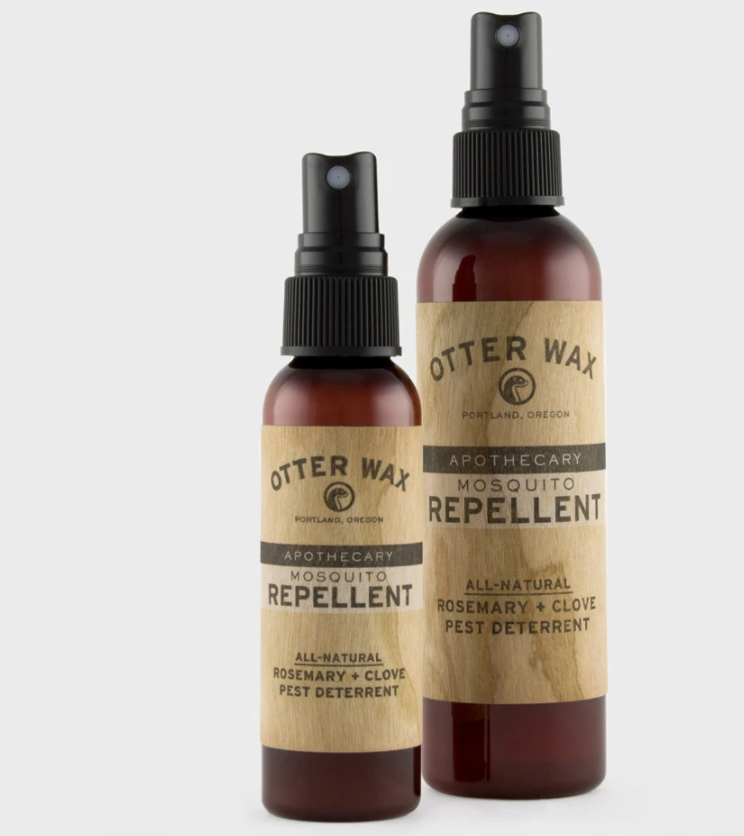 OTTER WAX
PORTLAND, OREGON
APOTHECARY
MOSQUITO
REPELLENT
ALL-NATURAL
ROSEMARY + CLOVE
PEST DETERRENT
OTTER WAX
PORTLAND, OREGON
APOTHECARY
MOSQUITO
REPELLENT
ALL-NATURAL
ROSEMARY + CLOVE
PEST DETERRENT